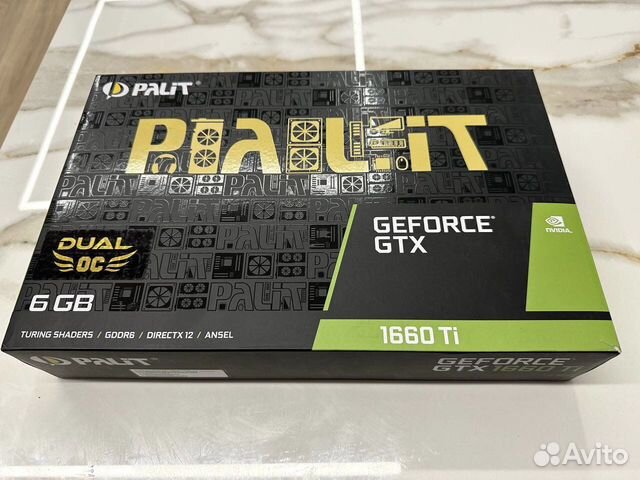 PALiT
PALiT
GEFORCE®
GTX
NVIDIA.
DUAL
OC
6 GB
TURING SHADERS / GDDR6 / DIRECTX 12 / ANSEL
1660 Ti
PALiT
GEFORCE
GTX 1660 Ti
Avito